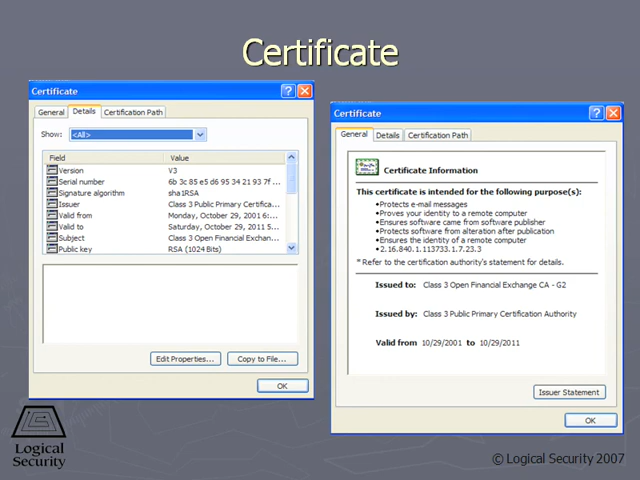 Certificate
Certificate
General Details Certification Path
Show: <All>
Field Value
Version V3
Serial number 6b 3c 85 e5 d6 95 34 21 93 7f ...
Signature algorithm sha1RSA
Issuer Class 3 Public Primary Certifica...
Valid from Monday, October 29, 2001 6:...
Valid to Saturday, October 29, 2011 5...
Subject Class 3 Open Financial Exchan...
Public key RSA (1024 Bits)
Edit Properties... Copy to File...
OK
Certificate
General Details Certification Path
Certificate Information
This certificate is intended for the following purpose(s):
•Protects e-mail messages
•Proves your identity to a remote computer
•Ensures software came from software publisher
•Protects software from alteration after publication
•Ensures the identity of a remote computer
•2.16.840.1.113733.1.7.23.3
* Refer to the certification authority's statement for details.
Issued to: Class 3 Open Financial Exchange CA - G2
Issued by: Class 3 Public Primary Certification Authority
Valid from 10/29/2001 to 10/29/2011
Issuer Statement
OK
Logical
Security
© Logical Security 2007